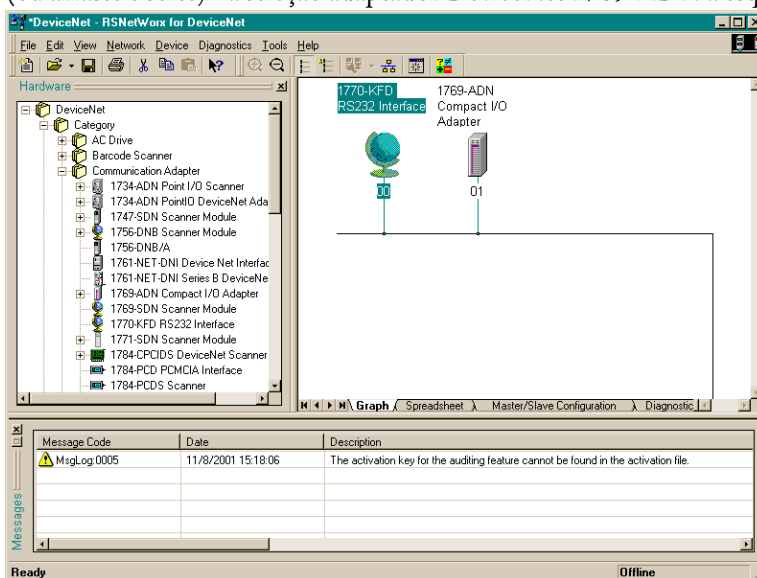 *DeviceNet - RSNetWorx for DeviceNet
File Edit View Network Device Diagnostics Tools Help
Hardware
DeviceNet
Category
AC Drive
Barcode Scanner
Communication Adapter
1734-ADN Point I/O Scanner
1734-ADN PointIO DeviceNet Ada
1747-SDN Scanner Module
1756-DNB Scanner Module
1756-DNB/A
1761-NET-DNI Device Net Interfac
1761-NET-DNI Series B DeviceNe
1769-ADN Compact I/O Adapter
1769-SDN Scanner Module
1770-KFD RS232 Interface
1771-SDN Scanner Module
1784-CPCIDS DeviceNet Scanner
1784-PCD PCMCIA Interface
1784-PCDS Scanner
1770-KFD
RS232 Interface
00
1769-ADN
Compact I/O
Adapter
01
Graph Spreadsheet Master/Slave Configuration Diagnostic
Messages
Message Code Date Description
MsgLog:0005 11/8/2001 15:18:06 The activation key for the auditing feature cannot be found in the activation file.
Ready Offline